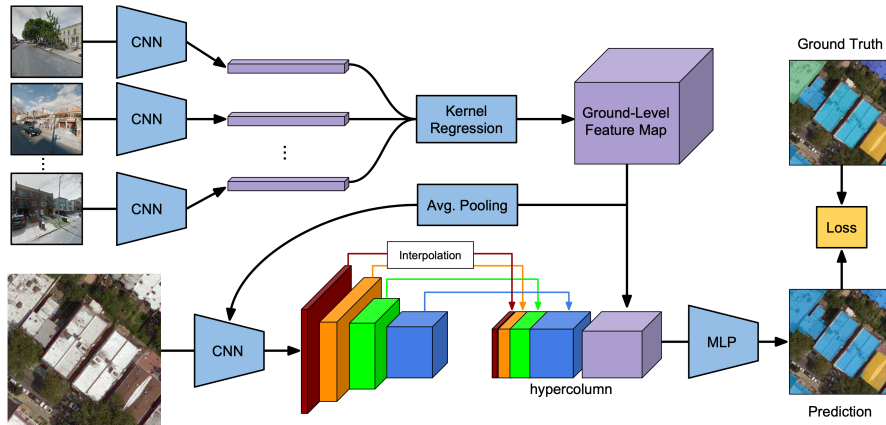 CNN
CNN
...
...
CNN
Kernel
Regression
Ground-Level
Feature Map
Ground Truth
Avg. Pooling
Loss
Interpolation
CNN
MLP
hypercolumn
Prediction